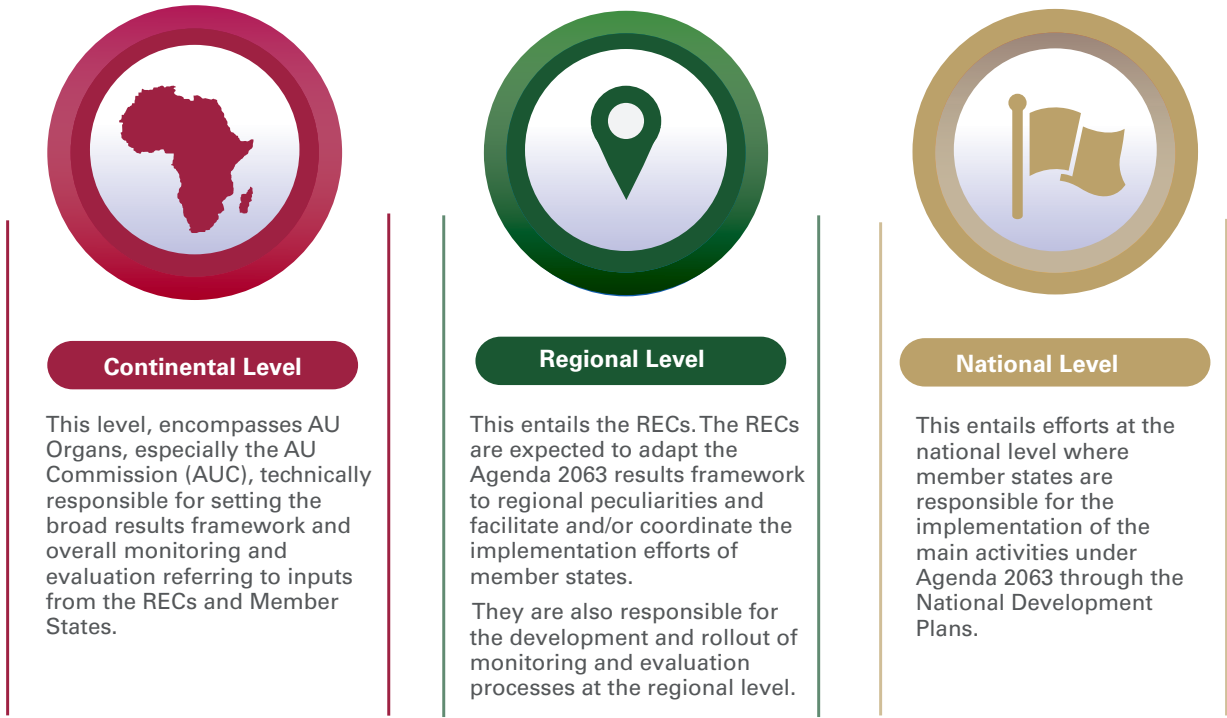 Continental Level
This level, encompasses AU
Organs, especially the AU
Commission (AUC), technically
responsible for setting the
broad results framework and
overall monitoring and
evaluation referring to inputs
from the RECs and Member
States.
Regional Level
This entails the RECs. The RECs
are expected to adapt the
Agenda 2063 results framework
to regional peculiarities and
facilitate and/or coordinate the
implementation efforts of
member states.
They are also responsible for
the development and rollout of
monitoring and evaluation
processes at the regional level.
National Level
This entails efforts at the
national level where
member states are
responsible for the
implementation of the
main activities under
Agenda 2063 through the
National Development
Plans.